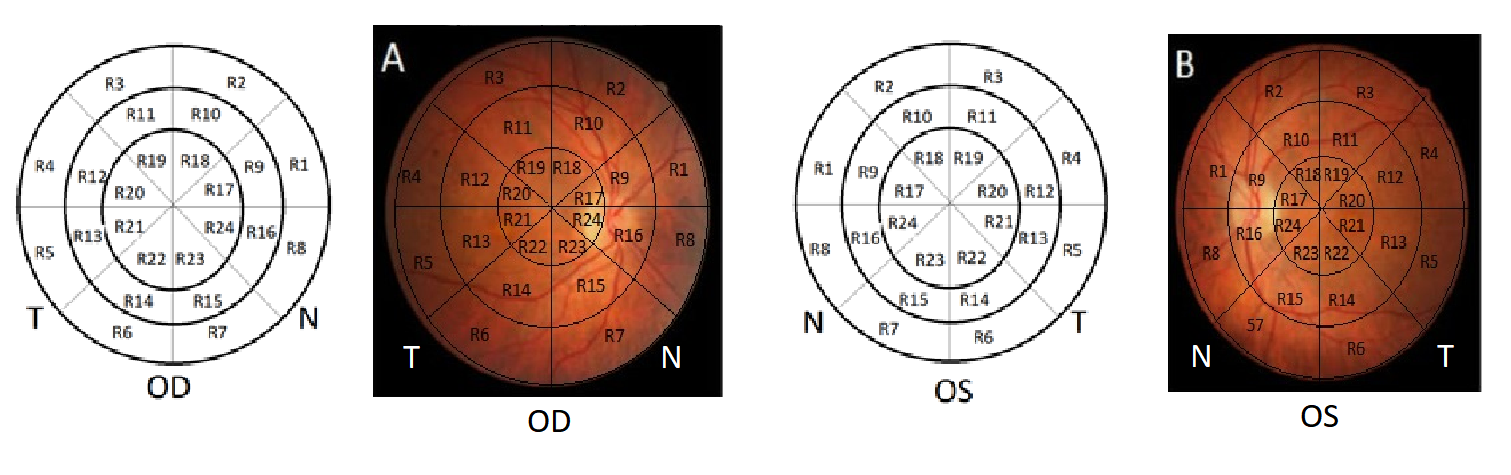 R3 R2
R11 R10
R4 R12 R19 R18 R9 R1
R20 R17
R21 R24
R5 R13 R22 R23 R16 R8
R14 R15
T R6 R7 N
OD
A
R3 R2
R11 R10
R4 R12 R19 R18 R9 R1
R20 R17
R21 R24
R5 R13 R22 R23 R16 R8
R14 R15
R6 R7
T N
OD
R2 R3
R10 R11
R1 R9 R18 R19 R12 R4
R17 R20
R24 R21
R8 R16 R23 R22 R13 R5
R15 R14
N R7 R6 T
OS
B
R2 R3
R10 R11
R1 R9 R18 R19 R12 R4
R17 R20
R24 R21
R8 R16 R23 R22 R13 R5
R15 R14
57 R6
N T
OS